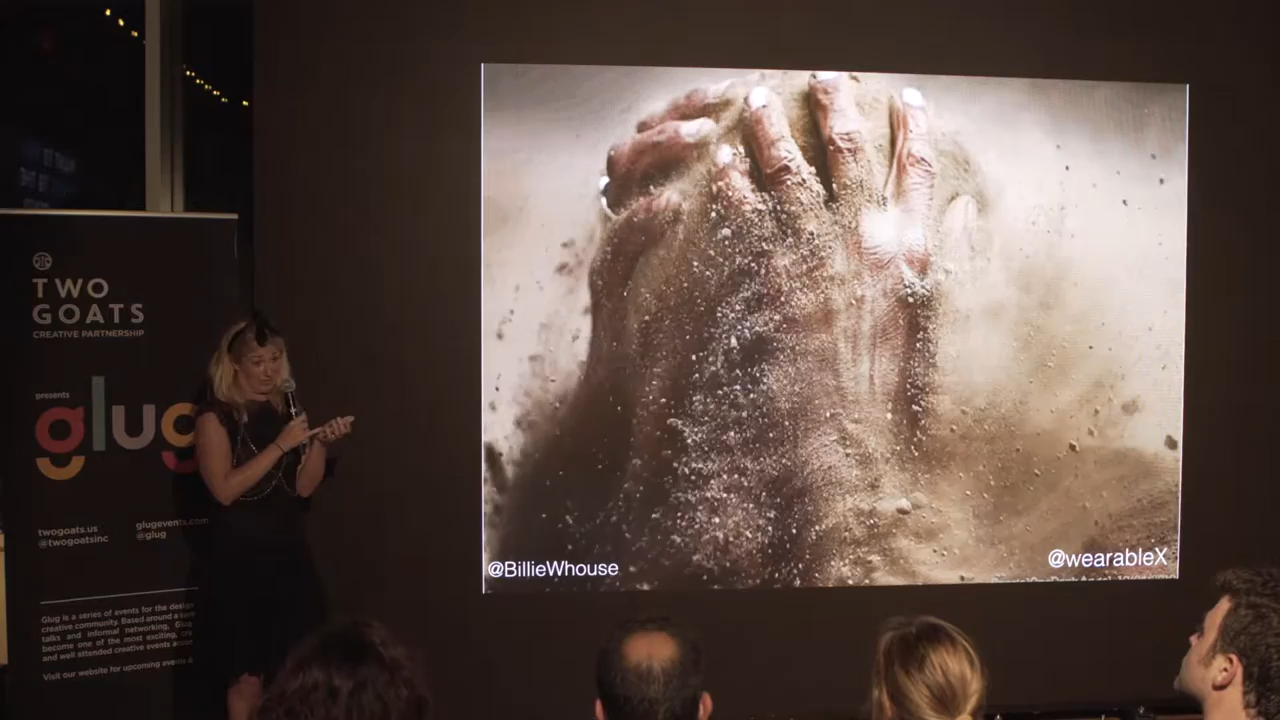 TWO
GOATS
CREATIVE PARTNERSHIP
presents
glug
twogoats.us
@twogoatsinc
glugevents.com
@glug
Glug is a series of events for the design
creative community. Based around a
talks and informal networking, Glug
become one of the most exciting,
and well attended creative events
Visit our website for upcoming events
@BillieWhouse
@wearableX